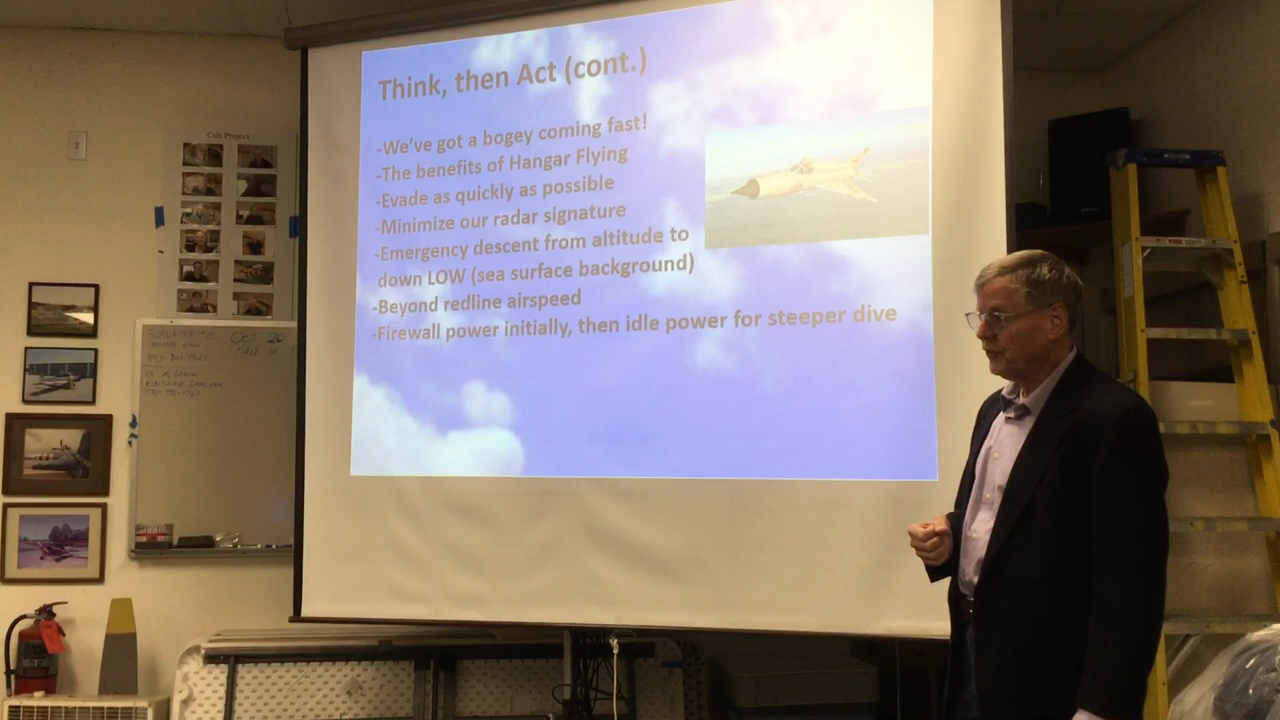 Think, then Act (cont.)
-We've got a bogey coming fast!
-The benefits of Hangar Flying
-Evade as quickly as possible
-Minimize our radar signature
-Emergency descent from altitude to
down LOW (sea surface background)
-Beyond redline airspeed
-Firewall power initially, then idle power for steeper dive
Cub Project
Oct 26